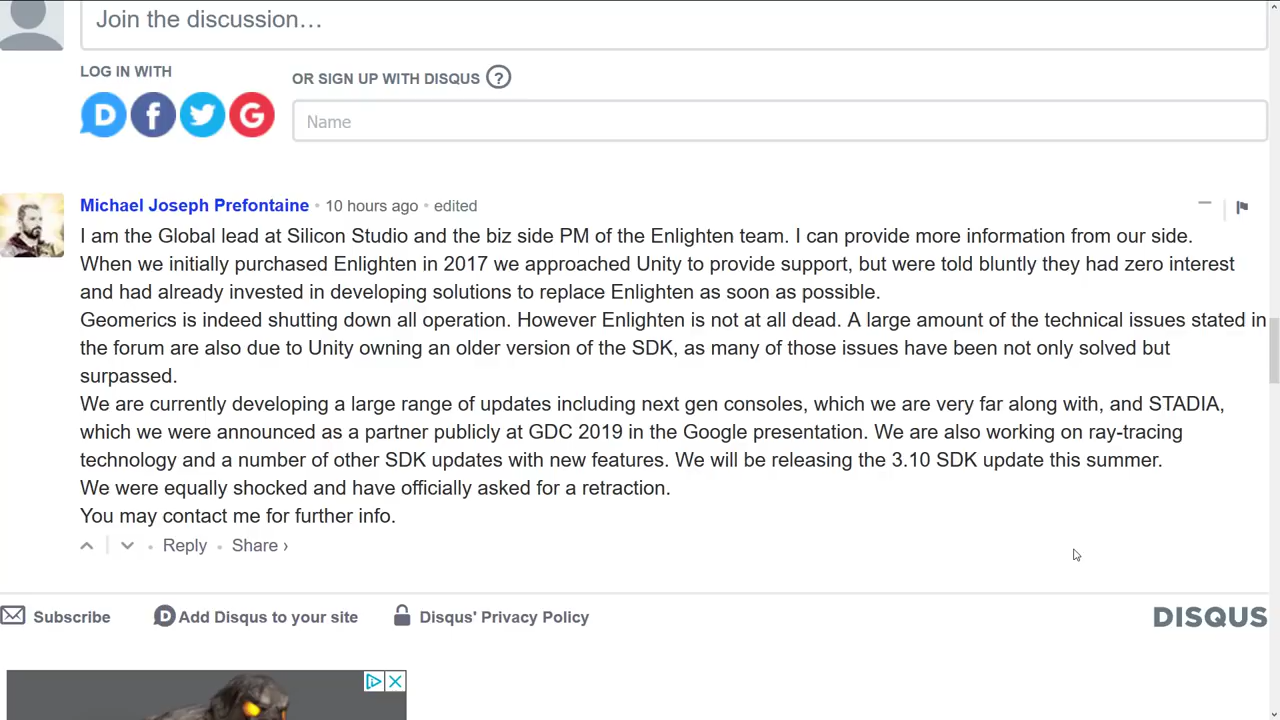 Join the discussion…
LOG IN WITH
OR SIGN UP WITH DISQUS ?
D f G
Name
Michael Joseph Prefontaine • 10 hours ago • edited
I am the Global lead at Silicon Studio and the biz side PM of the Enlighten team. I can provide more information from our side.
When we initially purchased Enlighten in 2017 we approached Unity to provide support, but were told bluntly they had zero interest
and had already invested in developing solutions to replace Enlighten as soon as possible.
Geomerics is indeed shutting down all operation. However Enlighten is not at all dead. A large amount of the technical issues stated in
the forum are also due to Unity owning an older version of the SDK, as many of those issues have been not only solved but
surpassed.
We are currently developing a large range of updates including next gen consoles, which we are very far along with, and STADIA,
which we were announced as a partner publicly at GDC 2019 in the Google presentation. We are also working on ray-tracing
technology and a number of other SDK updates with new features. We will be releasing the 3.10 SDK update this summer.
We were equally shocked and have officially asked for a retraction.
You may contact me for further info.
• Reply • Share ›
Subscribe
D Add Disqus to your site
Disqus' Privacy Policy
DISQUS